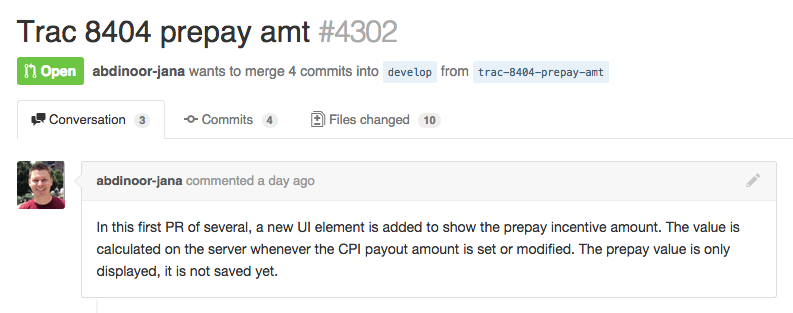 Trac 8404 prepay amt #4302
Open abdinoor-jana wants to merge 4 commits into develop from trac-8404-prepay-amt
Conversation 3 Commits 4 Files changed 10
abdinoor-jana commented a day ago
In this first PR of several, a new UI element is added to show the prepay incentive amount. The value is
calculated on the server whenever the CPI payout amount is set or modified. The prepay value is only
displayed, it is not saved yet.